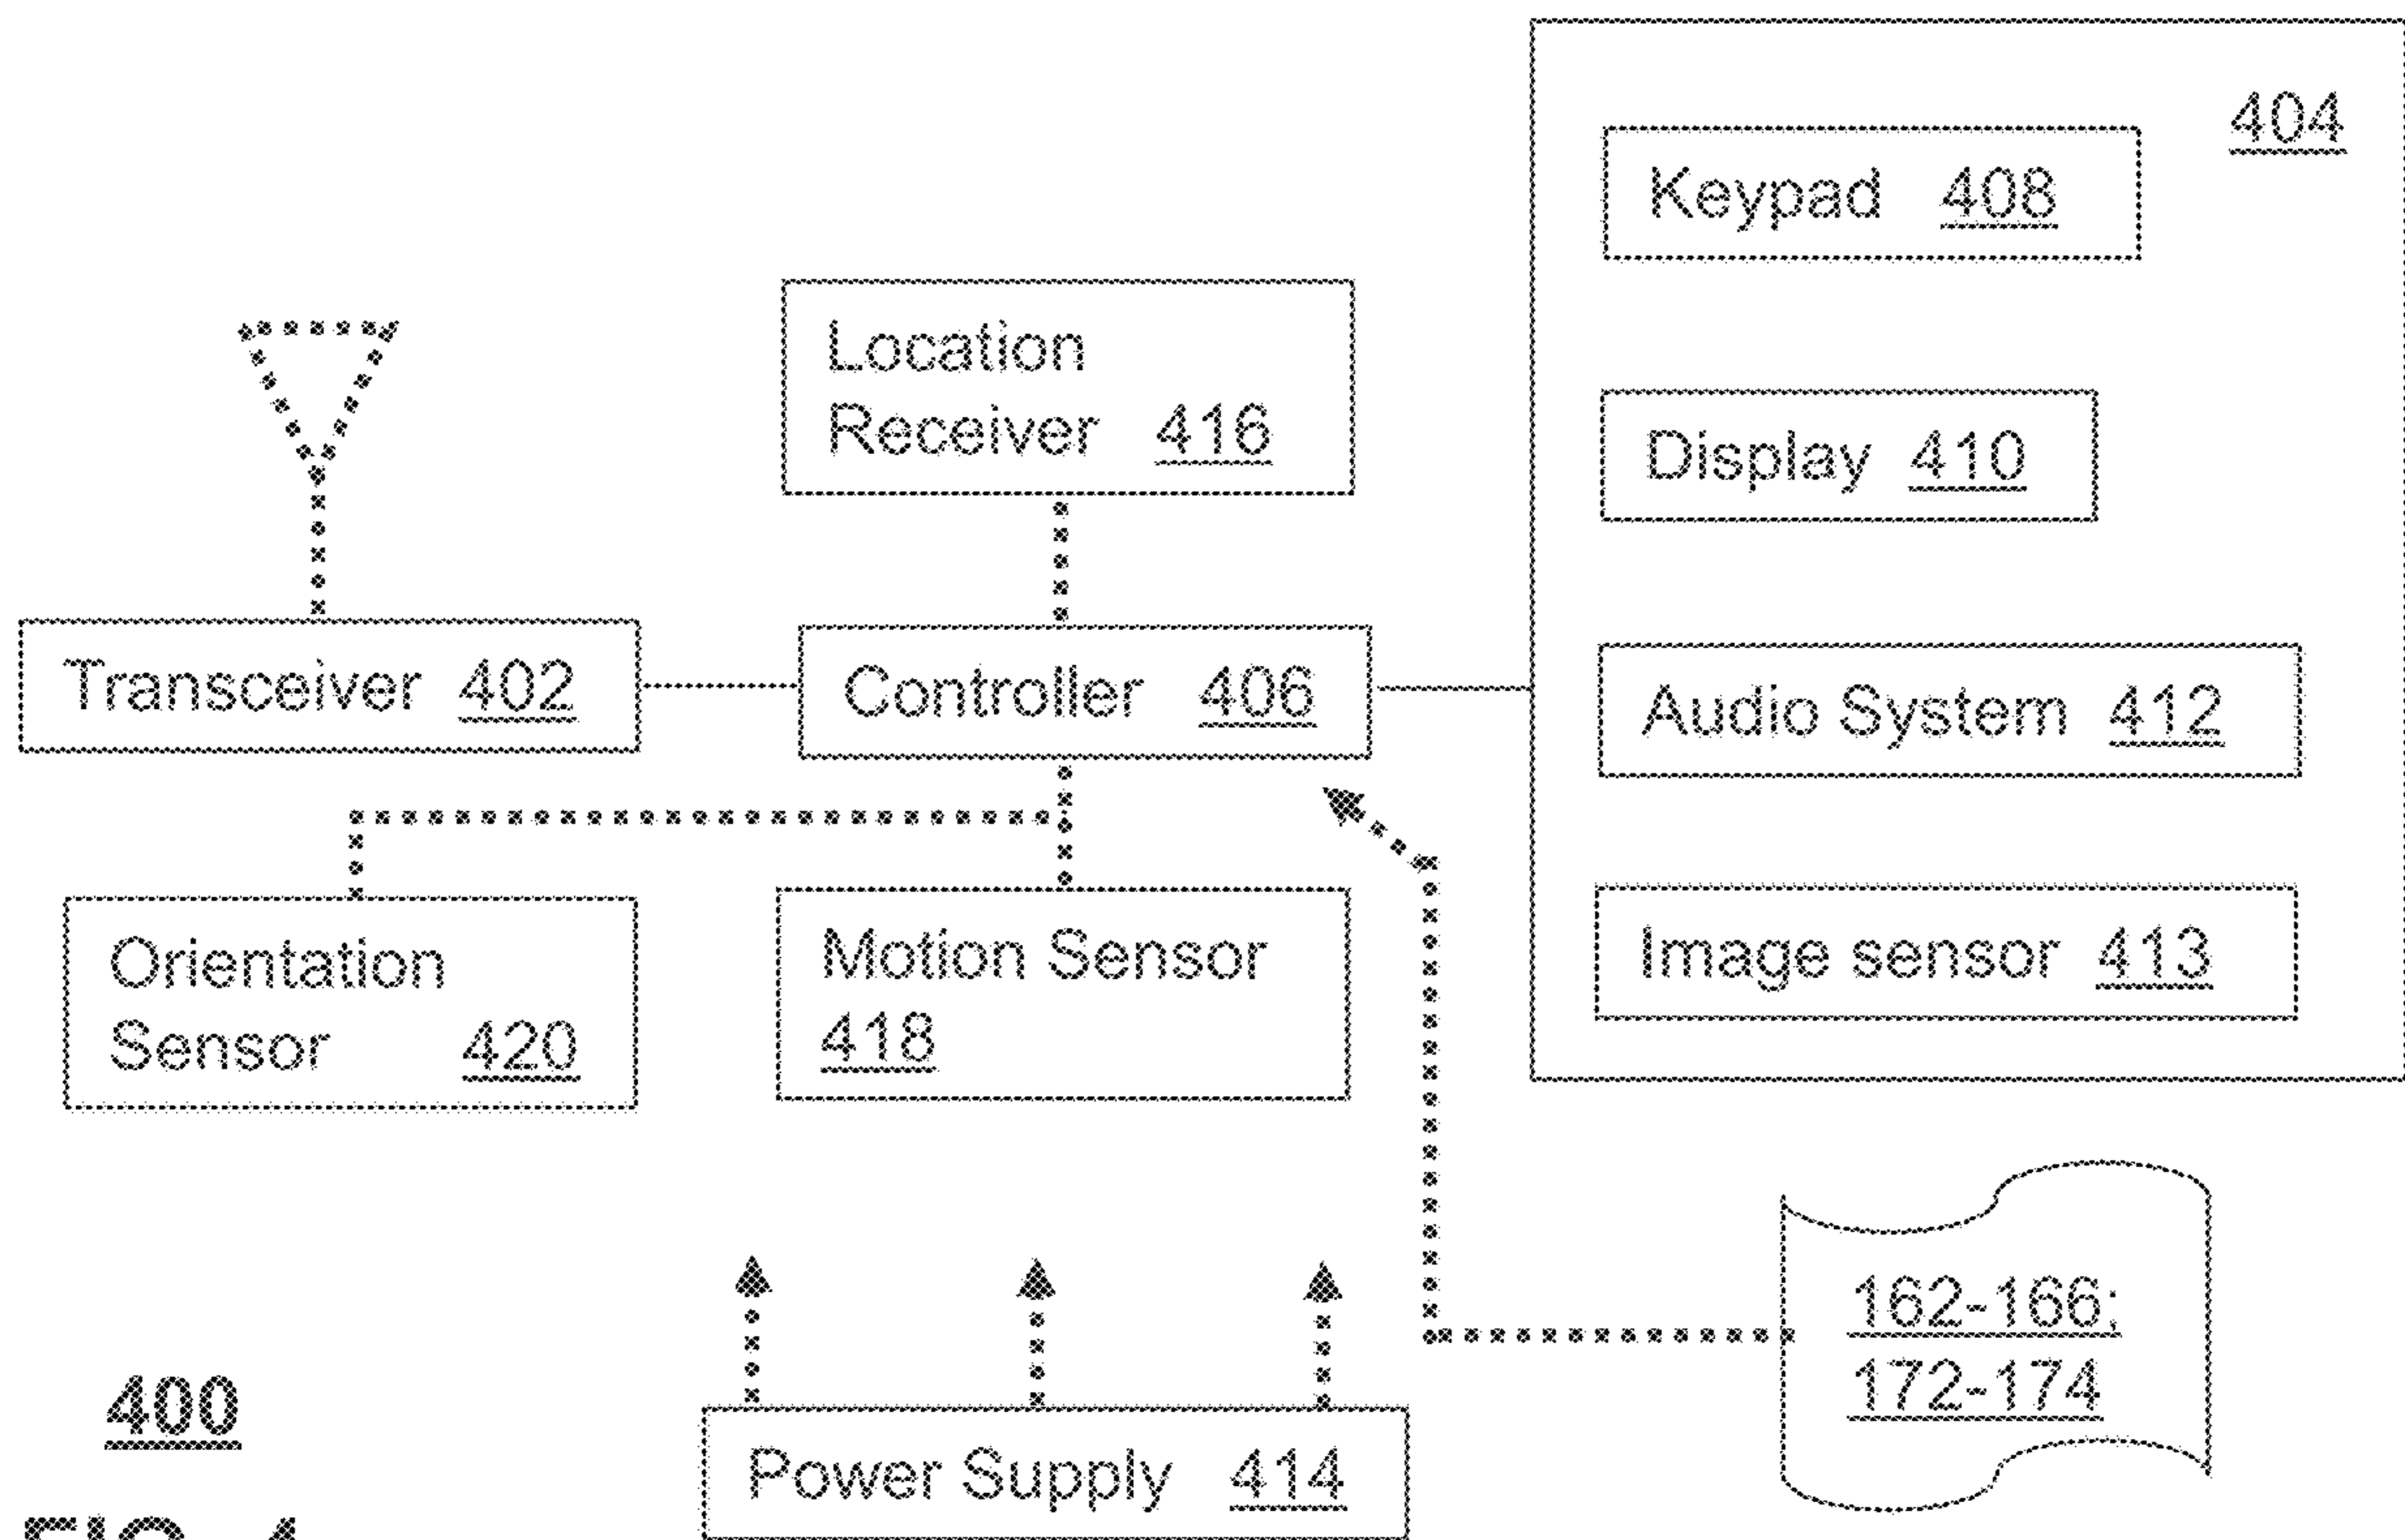 404
Keypad 408
Location
Receiver 416
Display 410
Transceiver 402
Controller 406
Audio System 412
Orientation
Sensor 420
Motion Sensor
418
Image sensor 413
162-166;
172-174
400
Power Supply 414